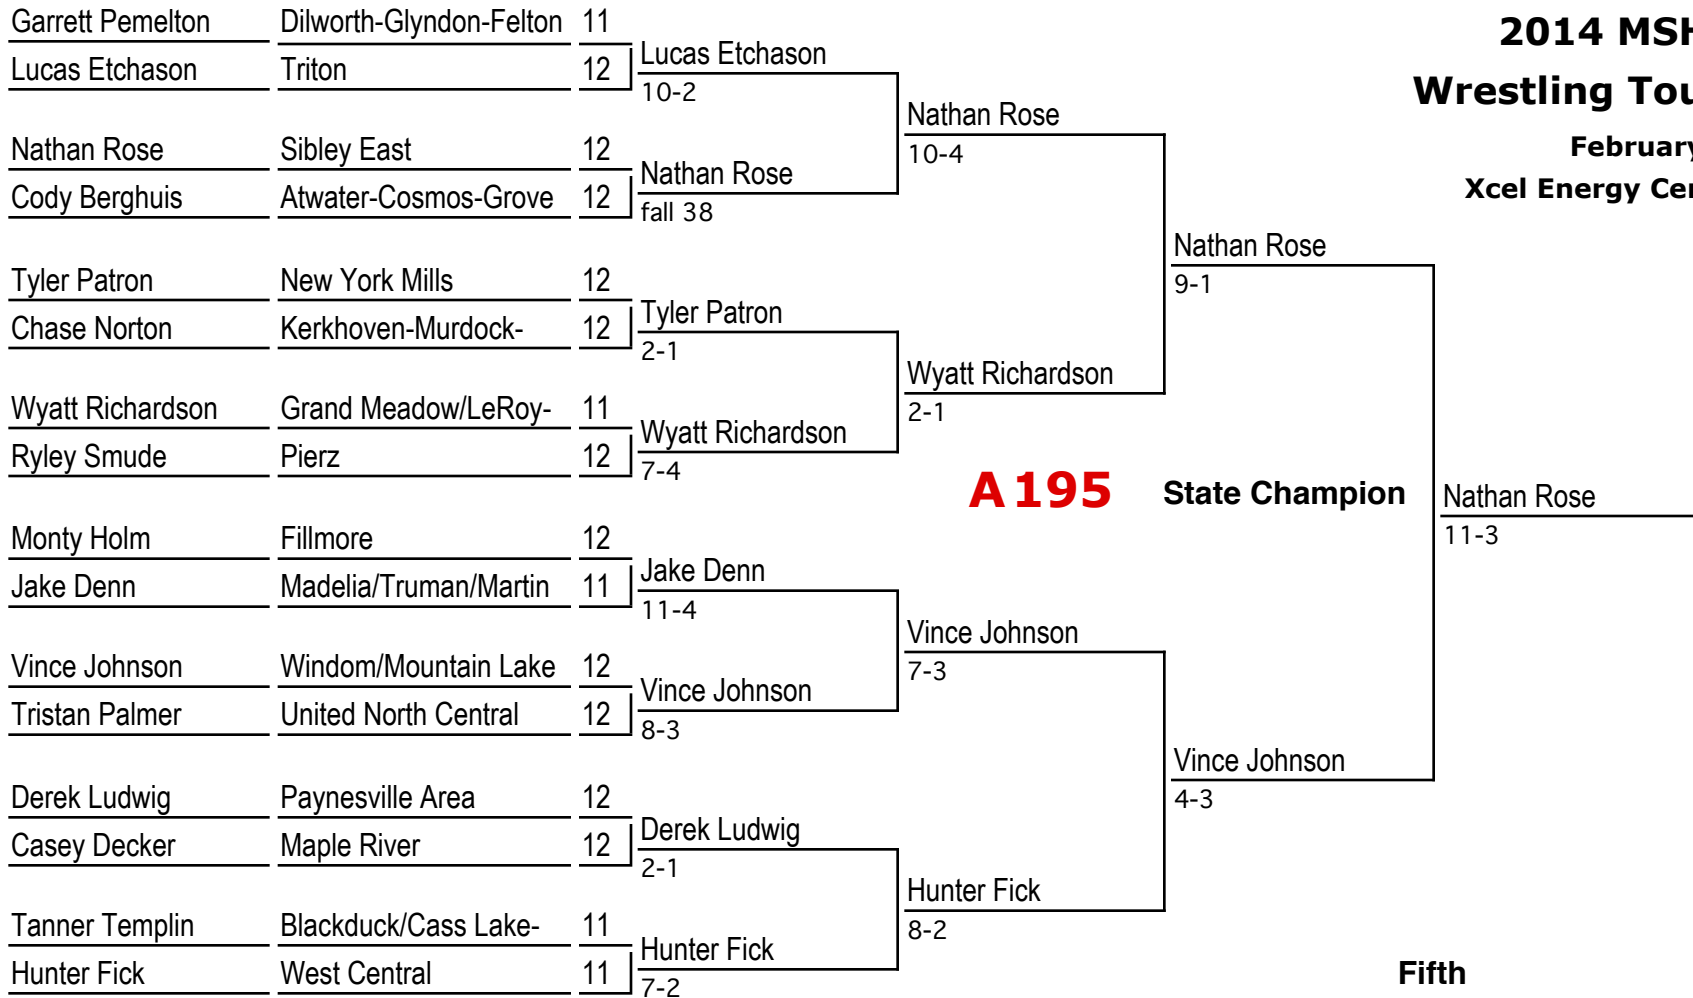 Garrett Pemelton Dilworth-Glyndon-Felton 11
2014 MSH
Lucas Etchason
Lucas Etchason Triton 12
10-2
Wrestling Tou
Nathan Rose
Nathan Rose Sibley East 12
10-4
February
Nathan Rose
Cody Berghuis Atwater-Cosmos-Grove 12
fall 38
Xcel Energy Cen
Nathan Rose
Tyler Patron New York Mills 12
9-1
Tyler Patron
Chase Norton Kerkhoven-Murdock- 12
2-1
Wyatt Richardson
Wyatt Richardson Grand Meadow/LeRoy- 11
2-1
Wyatt Richardson
Ryley Smude Pierz 12
7-4
A 195 State Champion
Nathan Rose
11-3
Monty Holm Fillmore 12
Jake Denn
Jake Denn Madelia/Truman/Martin 11
11-4
Vince Johnson
Vince Johnson Windom/Mountain Lake 12
7-3
Vince Johnson
Tristan Palmer United North Central 12
8-3
Vince Johnson
4-3
Derek Ludwig Paynesville Area 12
Derek Ludwig
Casey Decker Maple River 12
2-1
Hunter Fick
8-2
Tanner Templin Blackduck/Cass Lake- 11
Hunter Fick
Hunter Fick West Central 11
7-2
Fifth